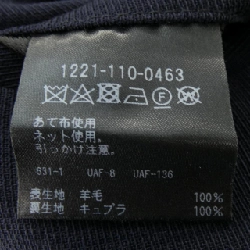 1221-110-0463
あて布使用
ネット使用。
引っかけ注意。
S31-1 UAF-8 UAF-136
表生地 羊毛 100%
裏生地 キュプラ 100%